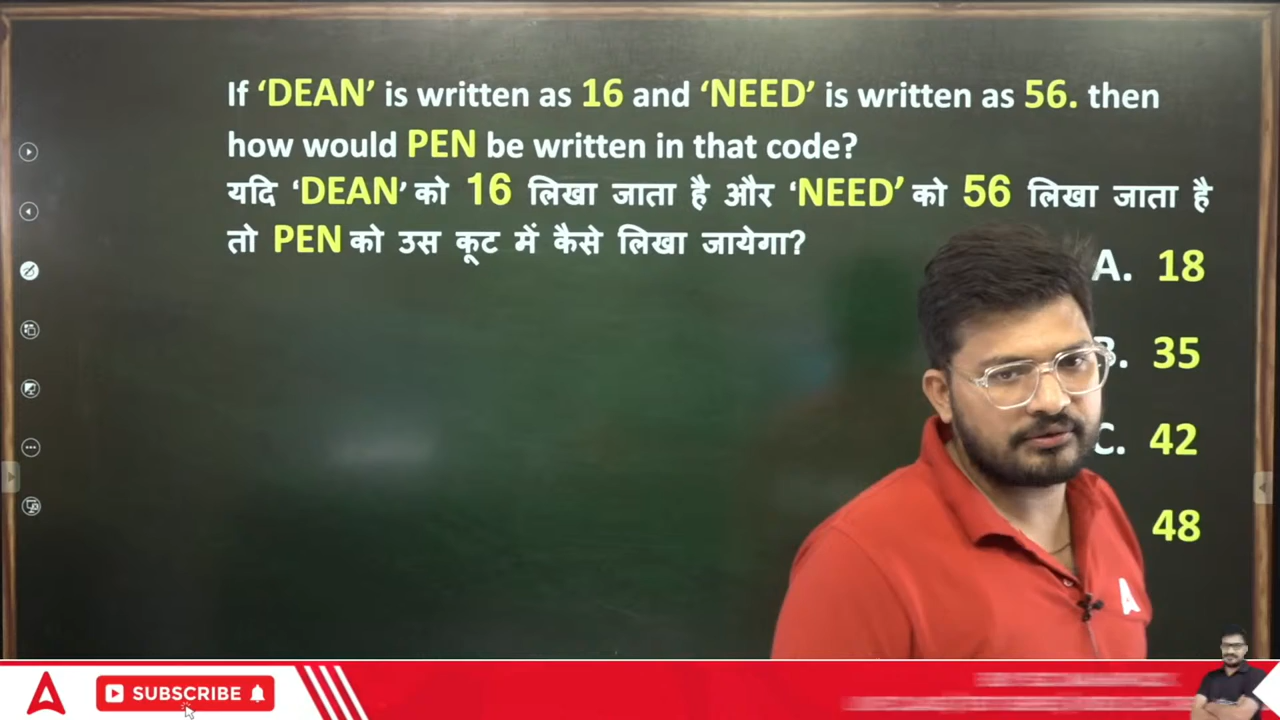 If ‘DEAN’ is written as 16 and ‘NEED’ is written as 56. then
how would PEN be written in that code?
यदि ‘DEAN’ को 16 लिखा जाता है और ‘NEED’ को 56 लिखा जाता है
तो PEN को उस कूट में कैसे लिखा जायेगा?
A. 18
B. 35
C. 42
48
SUBSCRIBE